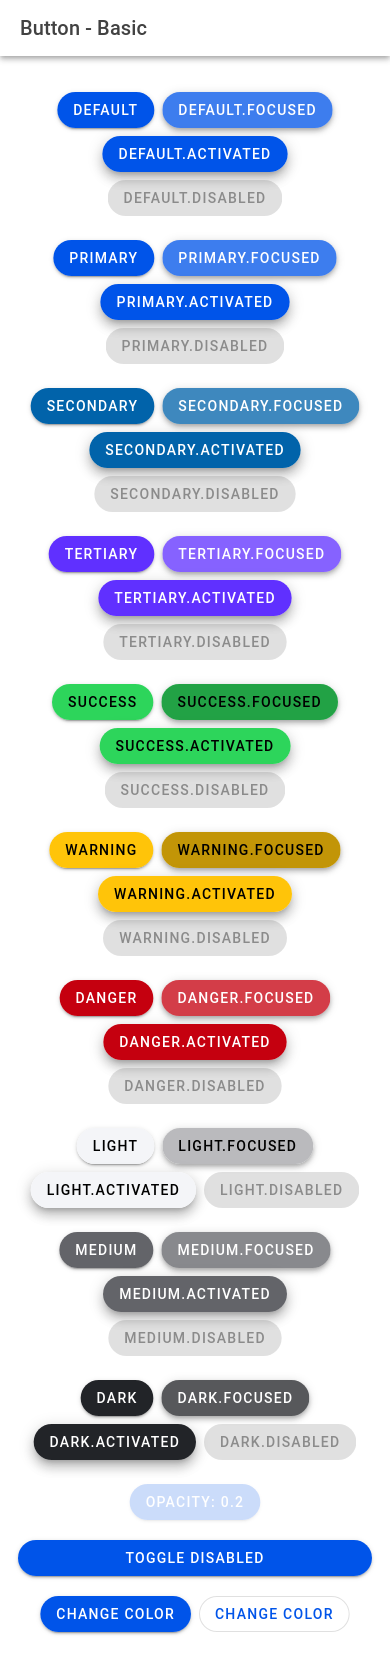 Button - Basic
DEFAULT DEFAULT.FOCUSED
DEFAULT.ACTIVATED
DEFAULT.DISABLED
PRIMARY PRIMARY.FOCUSED
PRIMARY.ACTIVATED
PRIMARY.DISABLED
SECONDARY SECONDARY.FOCUSED
SECONDARY.ACTIVATED
SECONDARY.DISABLED
TERTIARY TERTIARY.FOCUSED
TERTIARY.ACTIVATED
TERTIARY.DISABLED
SUCCESS SUCCESS.FOCUSED
SUCCESS.ACTIVATED
SUCCESS.DISABLED
WARNING WARNING.FOCUSED
WARNING.ACTIVATED
WARNING.DISABLED
DANGER DANGER.FOCUSED
DANGER.ACTIVATED
DANGER.DISABLED
LIGHT LIGHT.FOCUSED
LIGHT.ACTIVATED LIGHT.DISABLED
MEDIUM MEDIUM.FOCUSED
MEDIUM.ACTIVATED
MEDIUM.DISABLED
DARK DARK.FOCUSED
DARK.ACTIVATED DARK.DISABLED
OPACITY: 0.2
TOGGLE DISABLED
CHANGE COLOR CHANGE COLOR